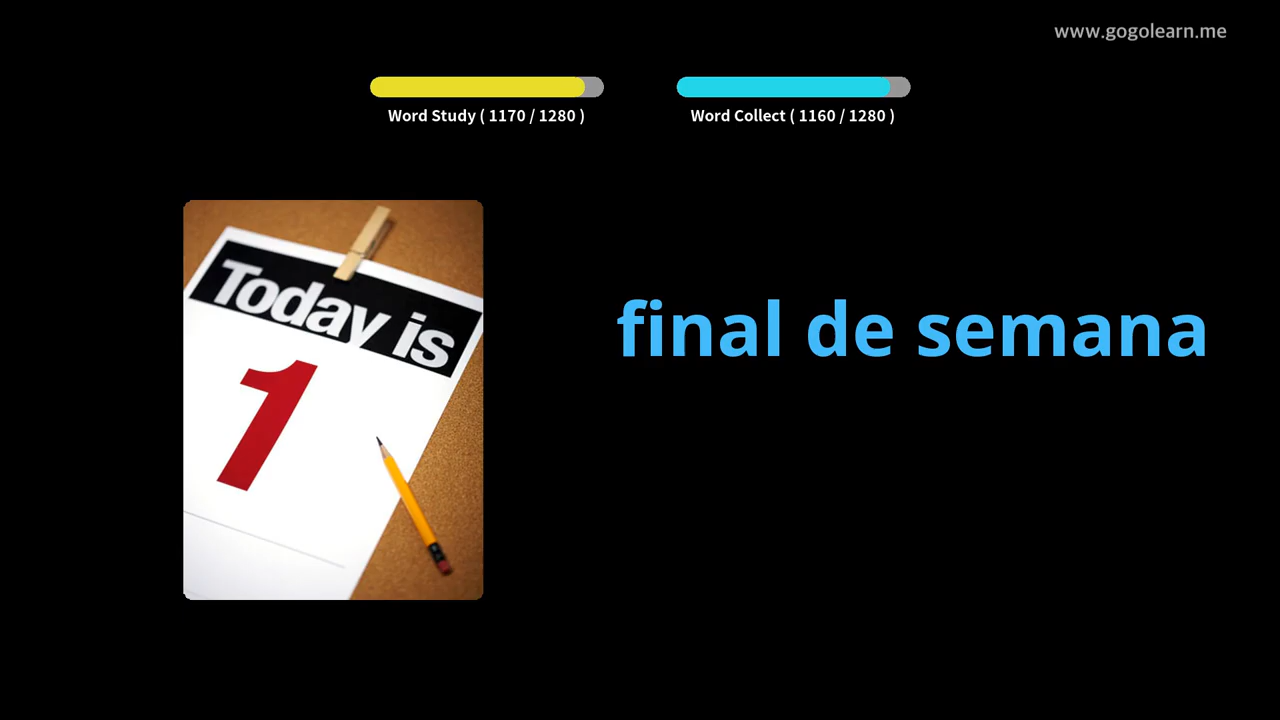 www.gogolearn.me
Word Study ( 1170 / 1280 )
Word Collect ( 1160 / 1280 )
Today is
1
final de semana